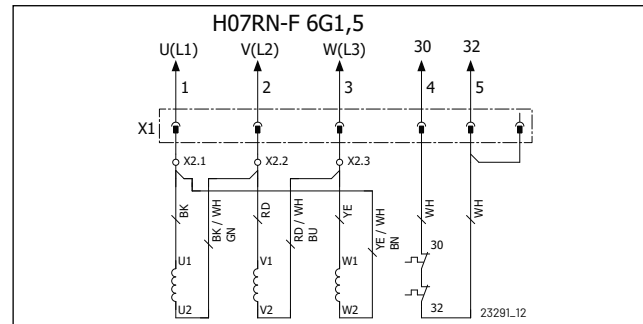 H07RN-F 6G1,5
U(L1) V(L2) W(L3) 30 32
1 2 3 4 5
X1
X2.1 X2.2 X2.3
BK BK / WH GN RD RD / WH BU YE YE / WH BN WH WH
U1 V1 W1 30
U2 V2 W2 32
23291_12